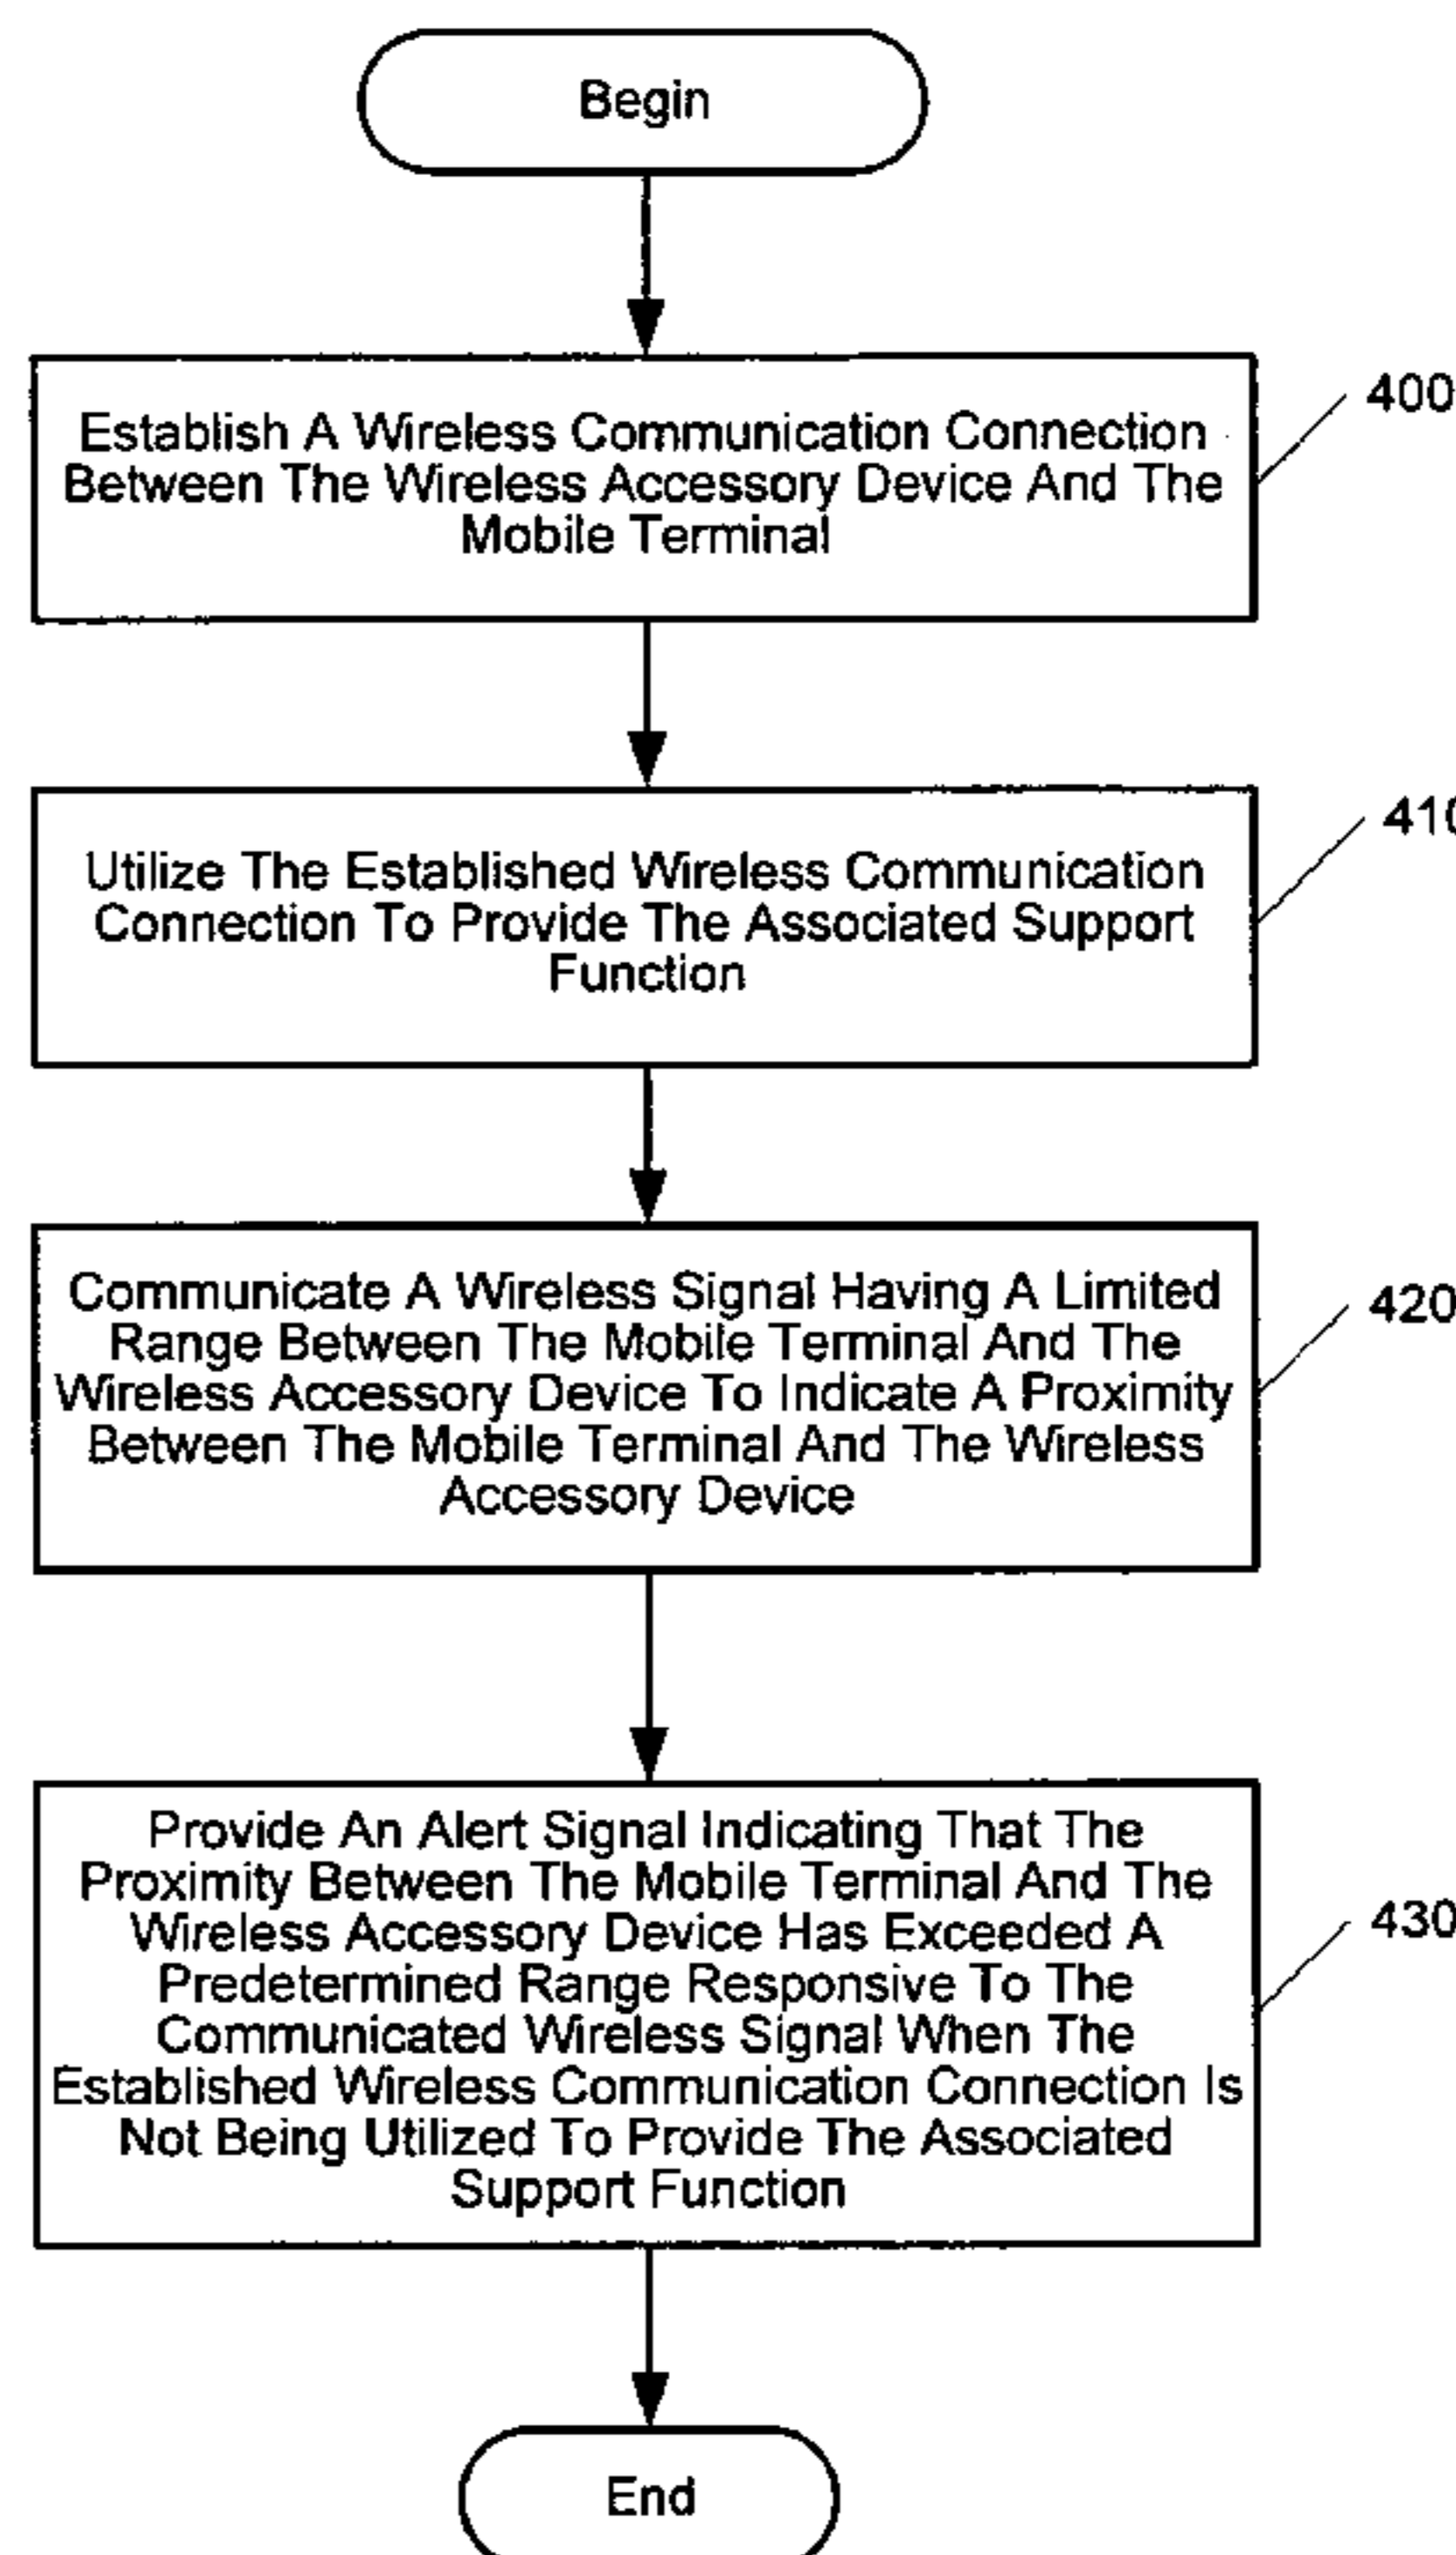 Begin
Establish A Wireless Communication Connection
Between The Wireless Accessory Device And The
Mobile Terminal
400
Utilize The Established Wireless Communication
Connection To Provide The Associated Support
Function
410
Communicate A Wireless Signal Having A Limited
Range Between The Mobile Terminal And The
Wireless Accessory Device To Indicate A Proximity
Between The Mobile Terminal And The Wireless
Accessory Device
420
Provide An Alert Signal Indicating That The
Proximity Between The Mobile Terminal And The
Wireless Accessory Device Has Exceeded A
Predetermined Range Responsive To The
Communicated Wireless Signal When The
Established Wireless Communication Connection Is
Not Being Utilized To Provide The Associated
Support Function
430
End